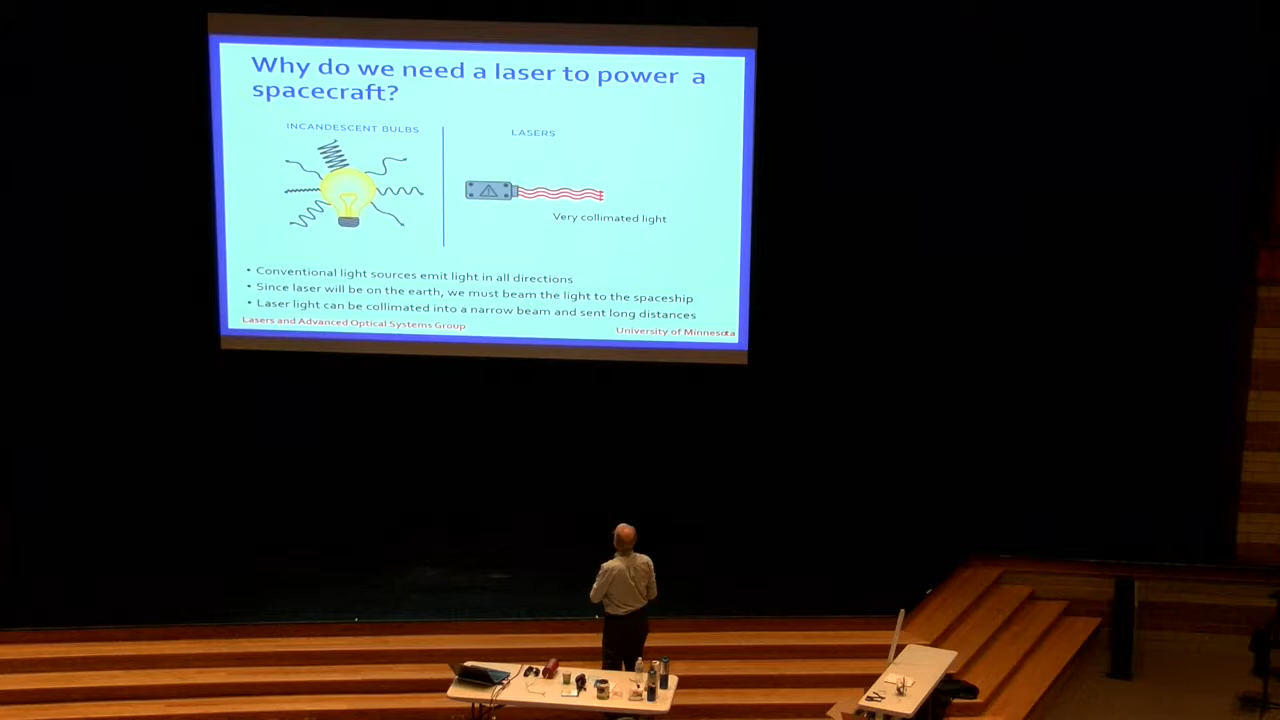 Why do we need a laser to power a
spacecraft?
INCANDESCENT BULBS
LASERS
Very collimated light
• Conventional light sources emit light in all directions
• Since laser will be on the earth, we must beam the light to the spaceship
• Laser light can be collimated into a narrow beam and sent long distances
Lasers and Advanced Optical Systems Group
University of Minnesota